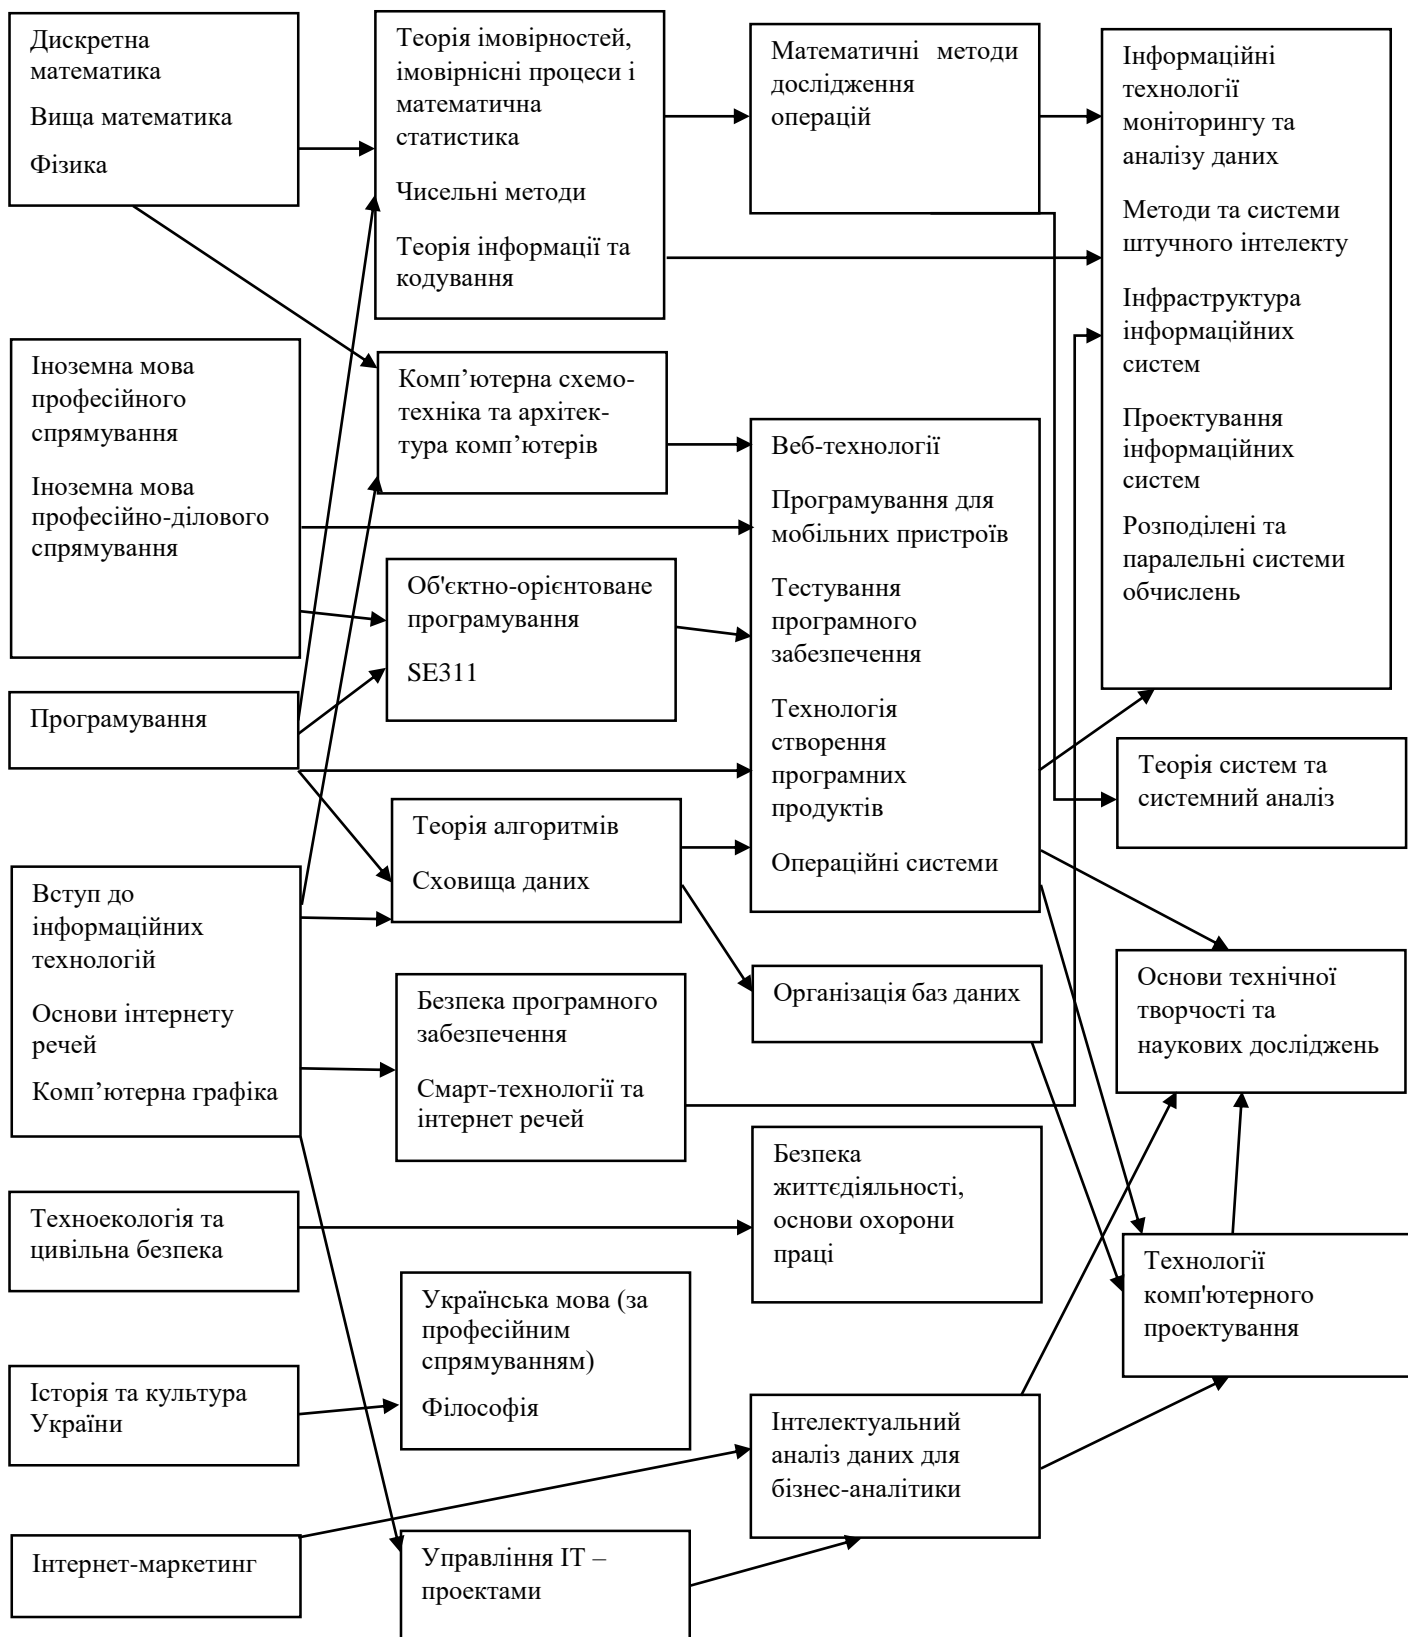 Дискретна
математика
Вища математика
Фізика
Іноземна мова
професійного
спрямування
Іноземна мова
професійно-ділового
спрямування
Програмування
Вступ до
інформаційних
технологій
Основи інтернету
речей
Комп’ютерна графіка
Техноекологія та
цивільна безпека
Історія та культура
України
Інтернет-маркетинг
Теорія імовірностей,
імовірнісні процеси і
математична
статистика
Чисельні методи
Теорія інформації та
кодування
Комп’ютерна схемо-
техніка та архітек-
тура комп’ютерів
Об'єктно-орієнтоване
програмування
SE311
Теорія алгоритмів
Сховища даних
Безпека програмного
забезпечення
Смарт-технології та
інтернет речей
Українська мова (за
професійним
спрямуванням)
Філософія
Управління ІТ –
проектами
Математичні методи
дослідження
операцій
Веб-технології
Програмування для
мобільних пристроїв
Тестування
програмного
забезпечення
Технологія
створення
програмних
продуктів
Операційні системи
Організація баз даних
Безпека
життєдіяльності,
основи охорони
праці
Інтелектуальний
аналіз даних для
бізнес-аналітики
Інформаційні
технології
моніторингу та
аналізу даних
Методи та системи
штучного інтелекту
Інфраструктура
інформаційних
систем
Проектування
інформаційних
систем
Розподілені та
паралельні системи
обчислень
Теорія систем та
системний аналіз
Основи технічної
творчості та
наукових досліджень
Технології
комп'ютерного
проектування